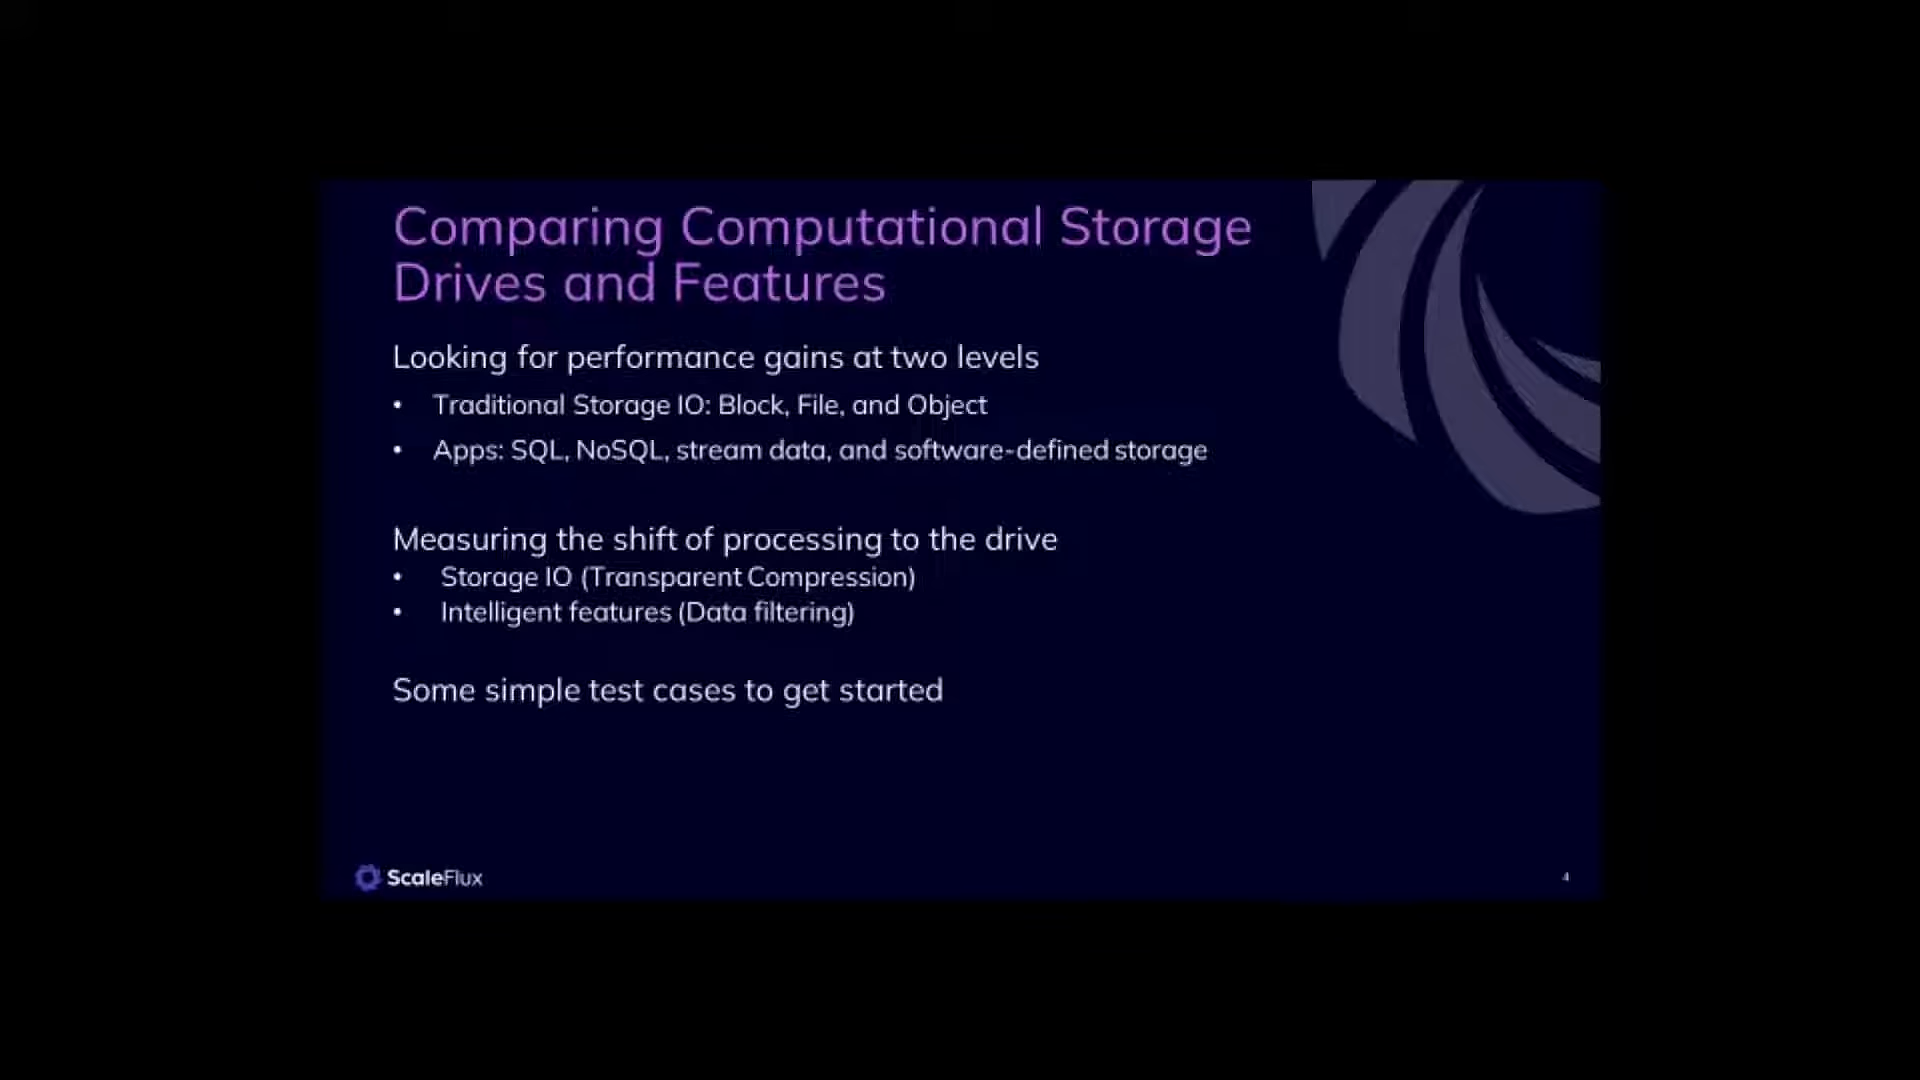 Comparing Computational Storage
Drives and Features
Looking for performance gains at two levels
• Traditional Storage IO: Block, File, and Object
• Apps: SQL, NoSQL, stream data, and software-defined storage
Measuring the shift of processing to the drive
• Storage IO (Transparent Compression)
• Intelligent features (Data filtering)
Some simple test cases to get started
ScaleFlux
4